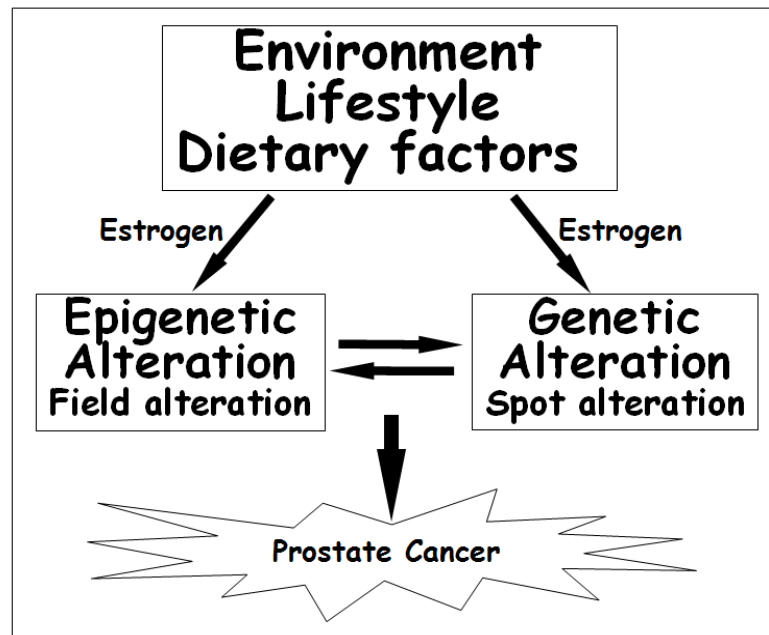 Environment
Lifestyle
Dietary factors
Estrogen
Estrogen
Epigenetic
Alteration
Field alteration
Genetic
Alteration
Spot alteration
Prostate Cancer